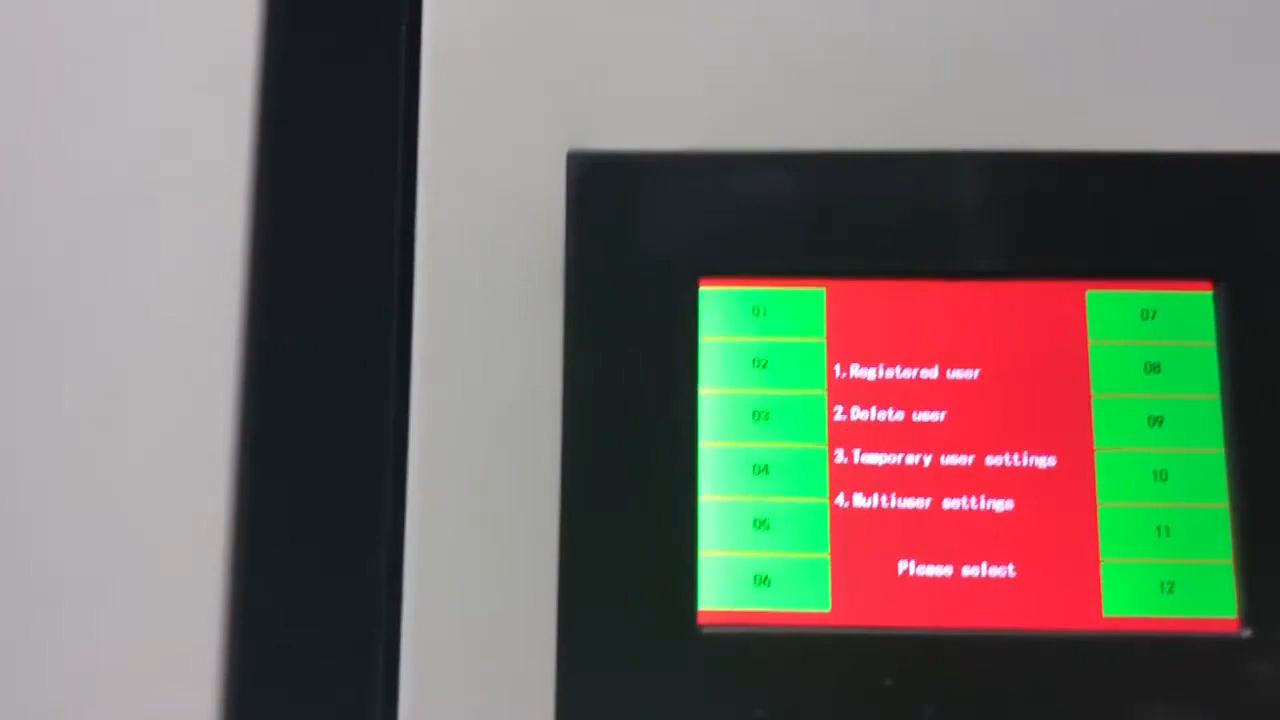 01
02
03
04
05
06
1.Registered user
2.Delete user
3.Temporary user settings
4.Multiuser settings
Please select
07
08
09
10
11
12